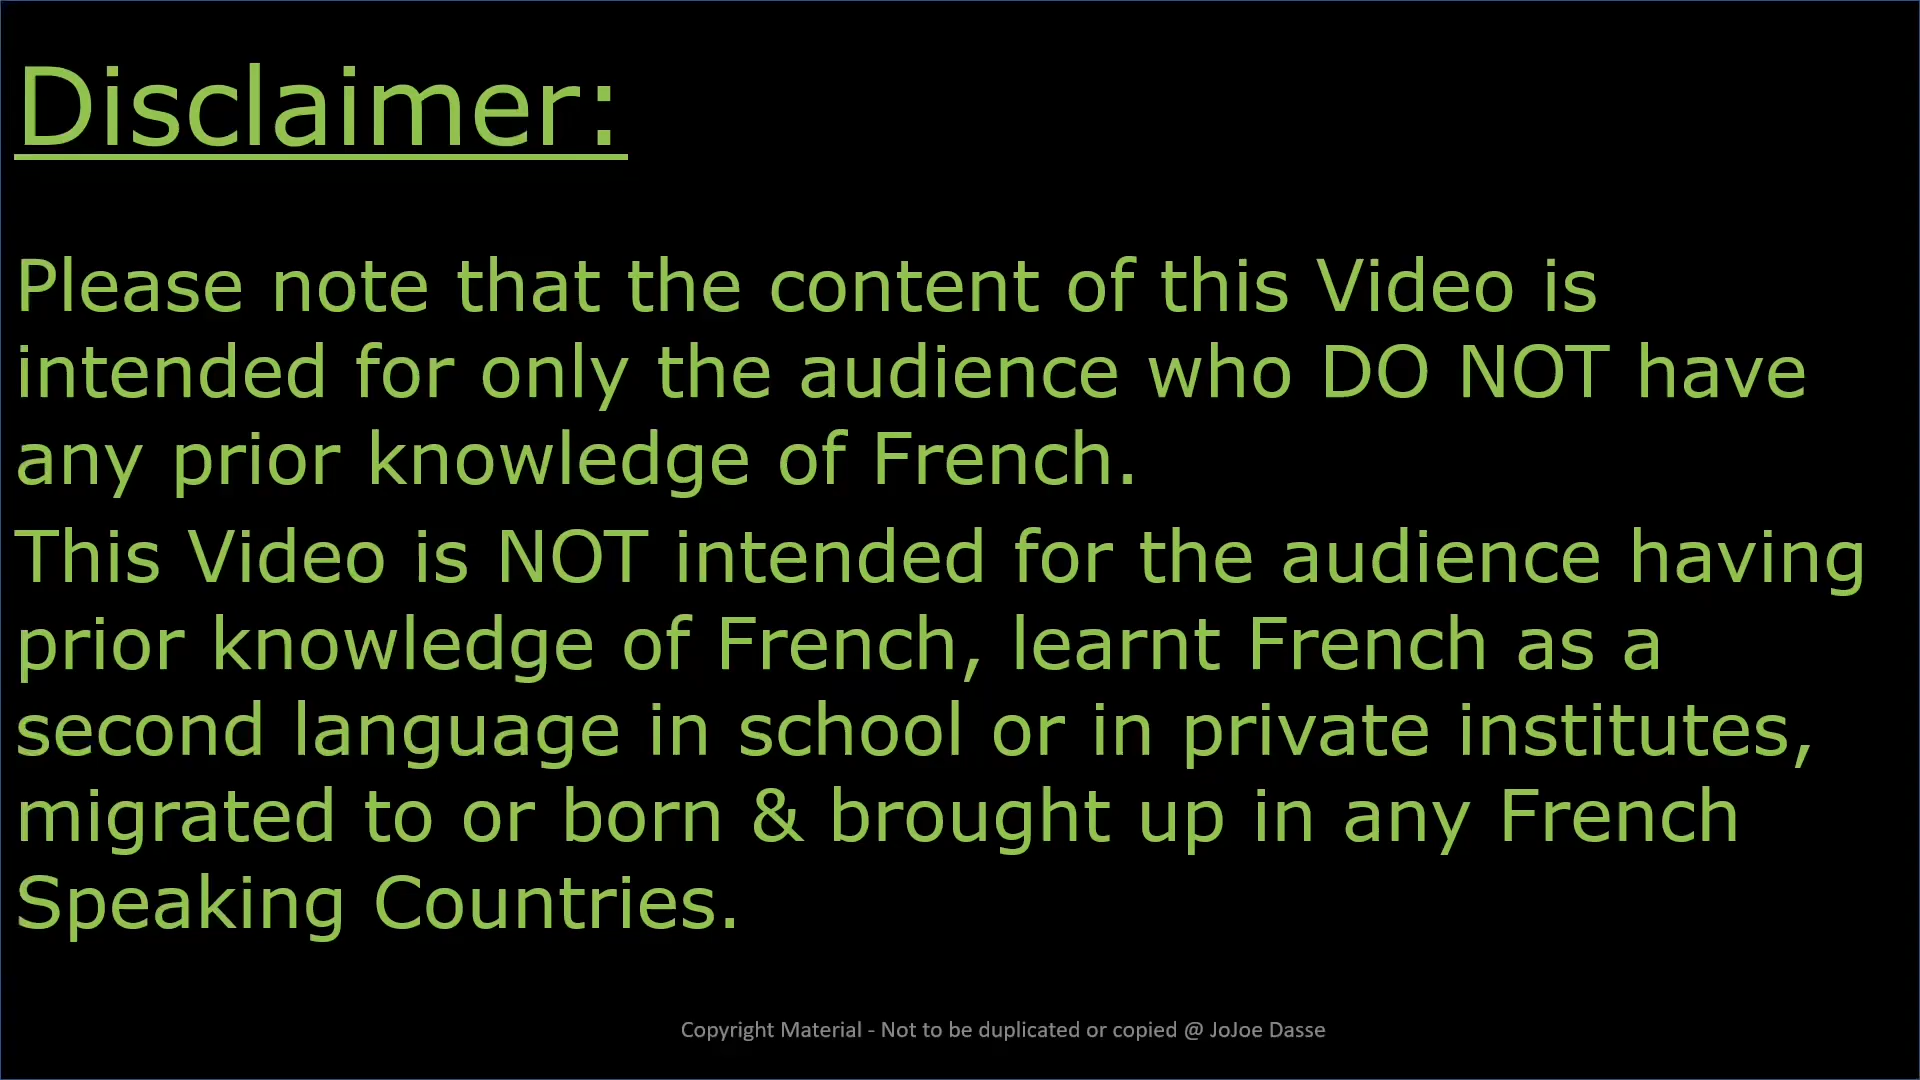 Disclaimer:
Please note that the content of this Video is
intended for only the audience who DO NOT have
any prior knowledge of French.
This Video is NOT intended for the audience having
prior knowledge of French, learnt French as a
second language in school or in private institutes,
migrated to or born & brought up in any French
Speaking Countries.
Copyright Material - Not to be duplicated or copied @ JoJoe Dasse